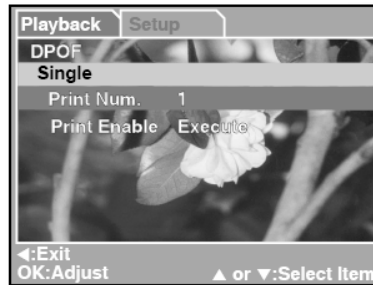 Playback Setup
DPOF
Single
Print Num. 1
Print Enable Execute
◄:Exit
OK:Adjust ▲ or ▼:Select Item